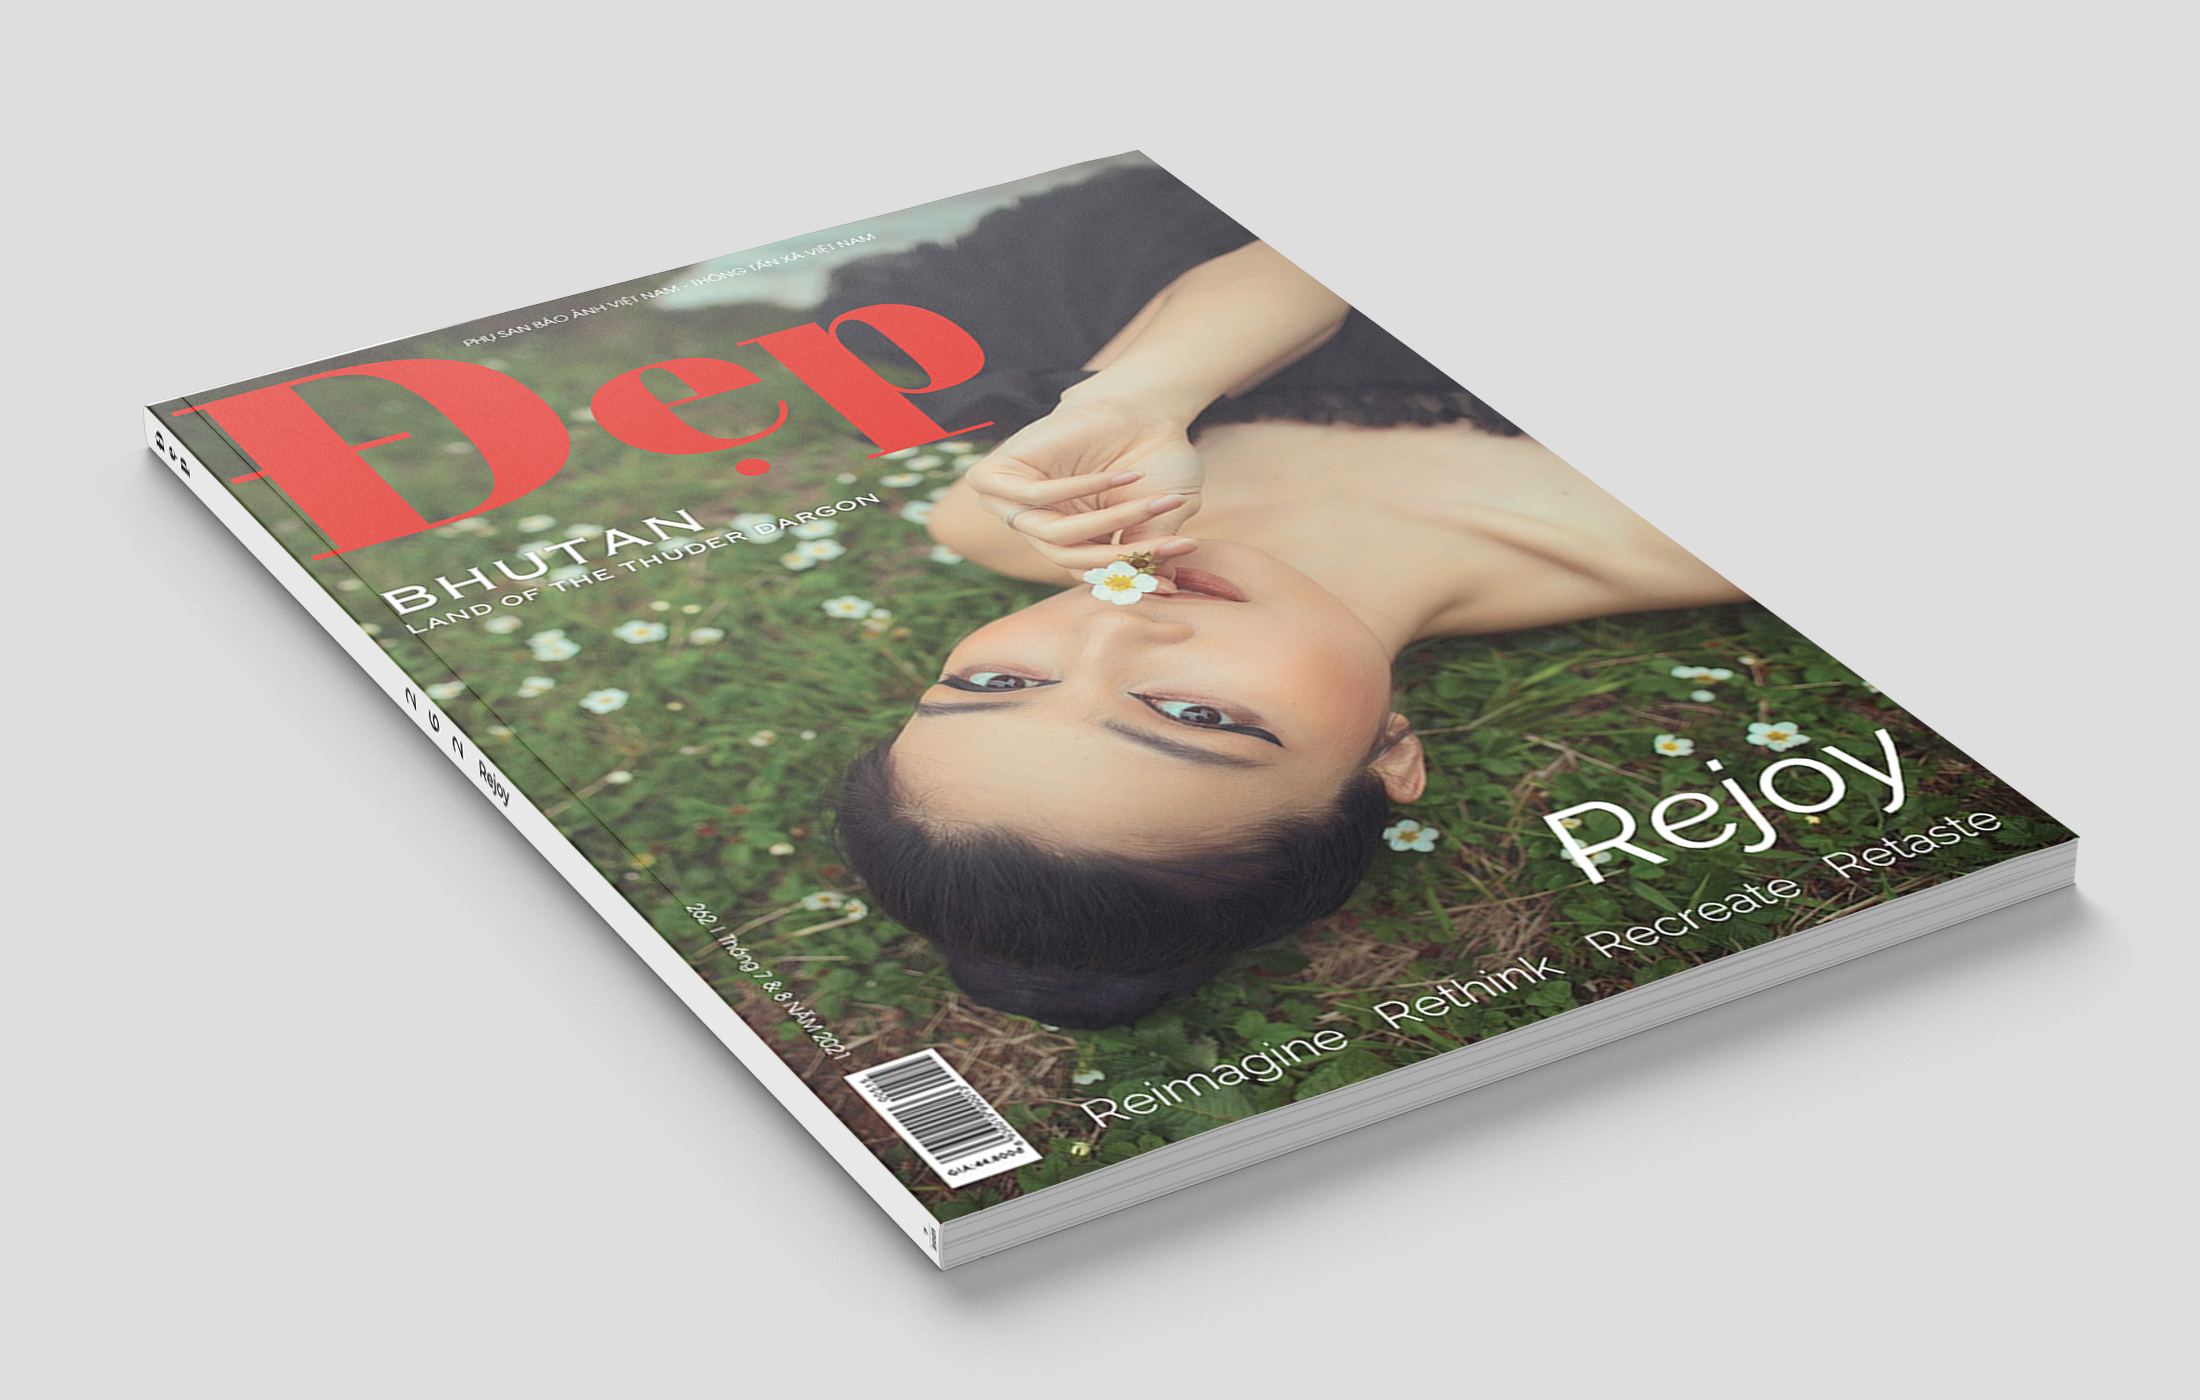 PHỤ SAN BÁO ẢNH VIỆT NAM - THÔNG TẤN XÃ VIỆT NAM
Đẹp
BHUTAN
LAND OF THE THUDER DARGON
Rejoy
Reimagine Rethink Recreate Retaste
262 | Tháng 7 & 8 NĂM 2021
Đẹp
262
Rejoy